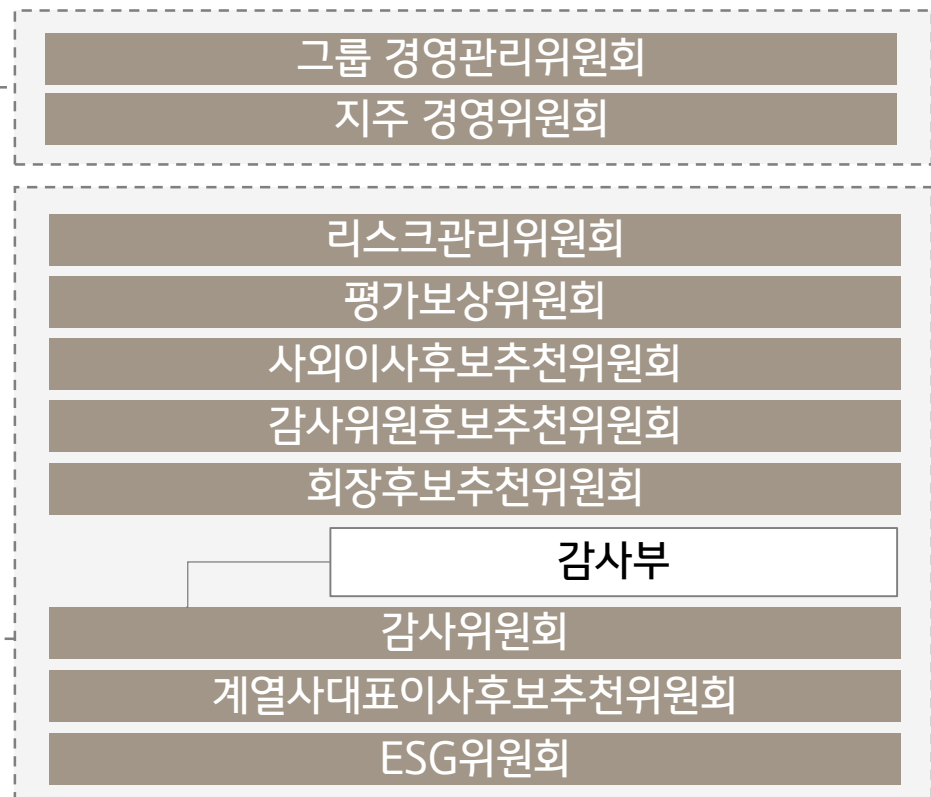 그룹 경영관리위원회
지주 경영위원회
리스크관리위원회
평가보상위원회
사외이사후보추천위원회
감사위원후보추천위원회
회장후보추천위원회
감사부
감사위원회
계열사대표이사후보추천위원회
ESG위원회